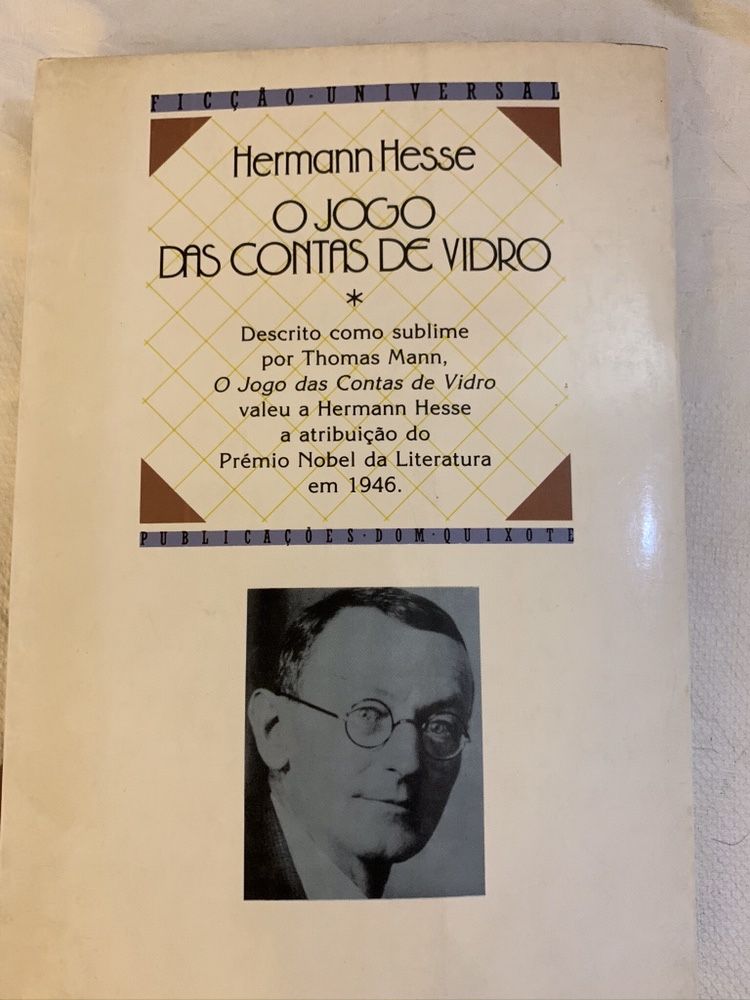 FICÇÃO·UNIVERSAL
Hermann Hesse
O JOGO
DAS CONTAS DE VIDRO
*
Descrito como sublime
por Thomas Mann,
O Jogo das Contas de Vidro
valeu a Hermann Hesse
a atribuição do
Prémio Nobel da Literatura
em 1946.
PUBLICAÇÕES·DOM·QUIXOTE